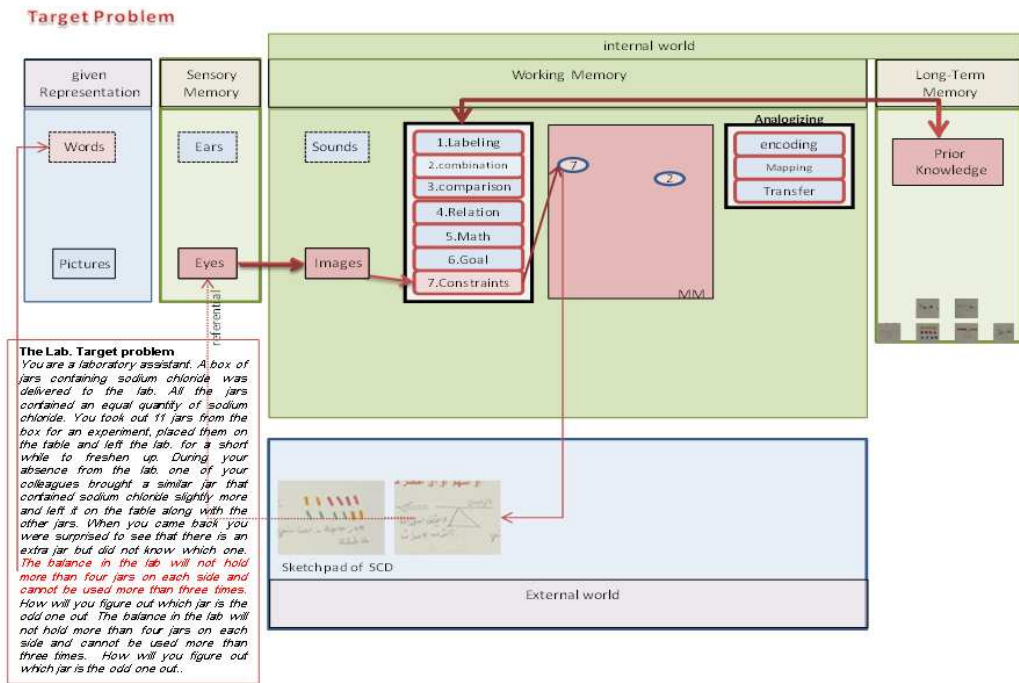 Target Problem
internal world
given
Representation
Sensory
Memory
Working Memory
Long-Term
Memory
Words
Ears
Sounds
1.Labeling
2.combination
3.comparison
4.Relation
5.Math
6.Goal
7.Constraints
7
2
MM
Analogizing
encoding
Mapping
Transfer
Prior
Knowledge
Pictures
Eyes
Images
referential
The Lab. Target problem
You are a laboratory assistant. A box of
jars containing sodium chloride was
delivered to the lab. All the jars
contained an equal quantity of sodium
chloride. You took out 11 jars from the
box for an experiment, placed them on
the table and left the lab. for a short
while to freshen up. During your
absence from the lab. one of your
colleagues brought a similar jar that
contained sodium chloride slightly more
and left it on the table along with the
other jars. When you came back you
were surprised to see that there is an
extra jar but did not know which one.
The balance in the lab will not hold
more than four jars on each side and
cannot be used more than three times.
How will you figure out which jar is the
odd one out The balance in the lab will
not hold more than four jars on each
side and cannot be used more than
three times. How will you figure out
which jar is the odd one out..
Sketchpad of SCD
External world